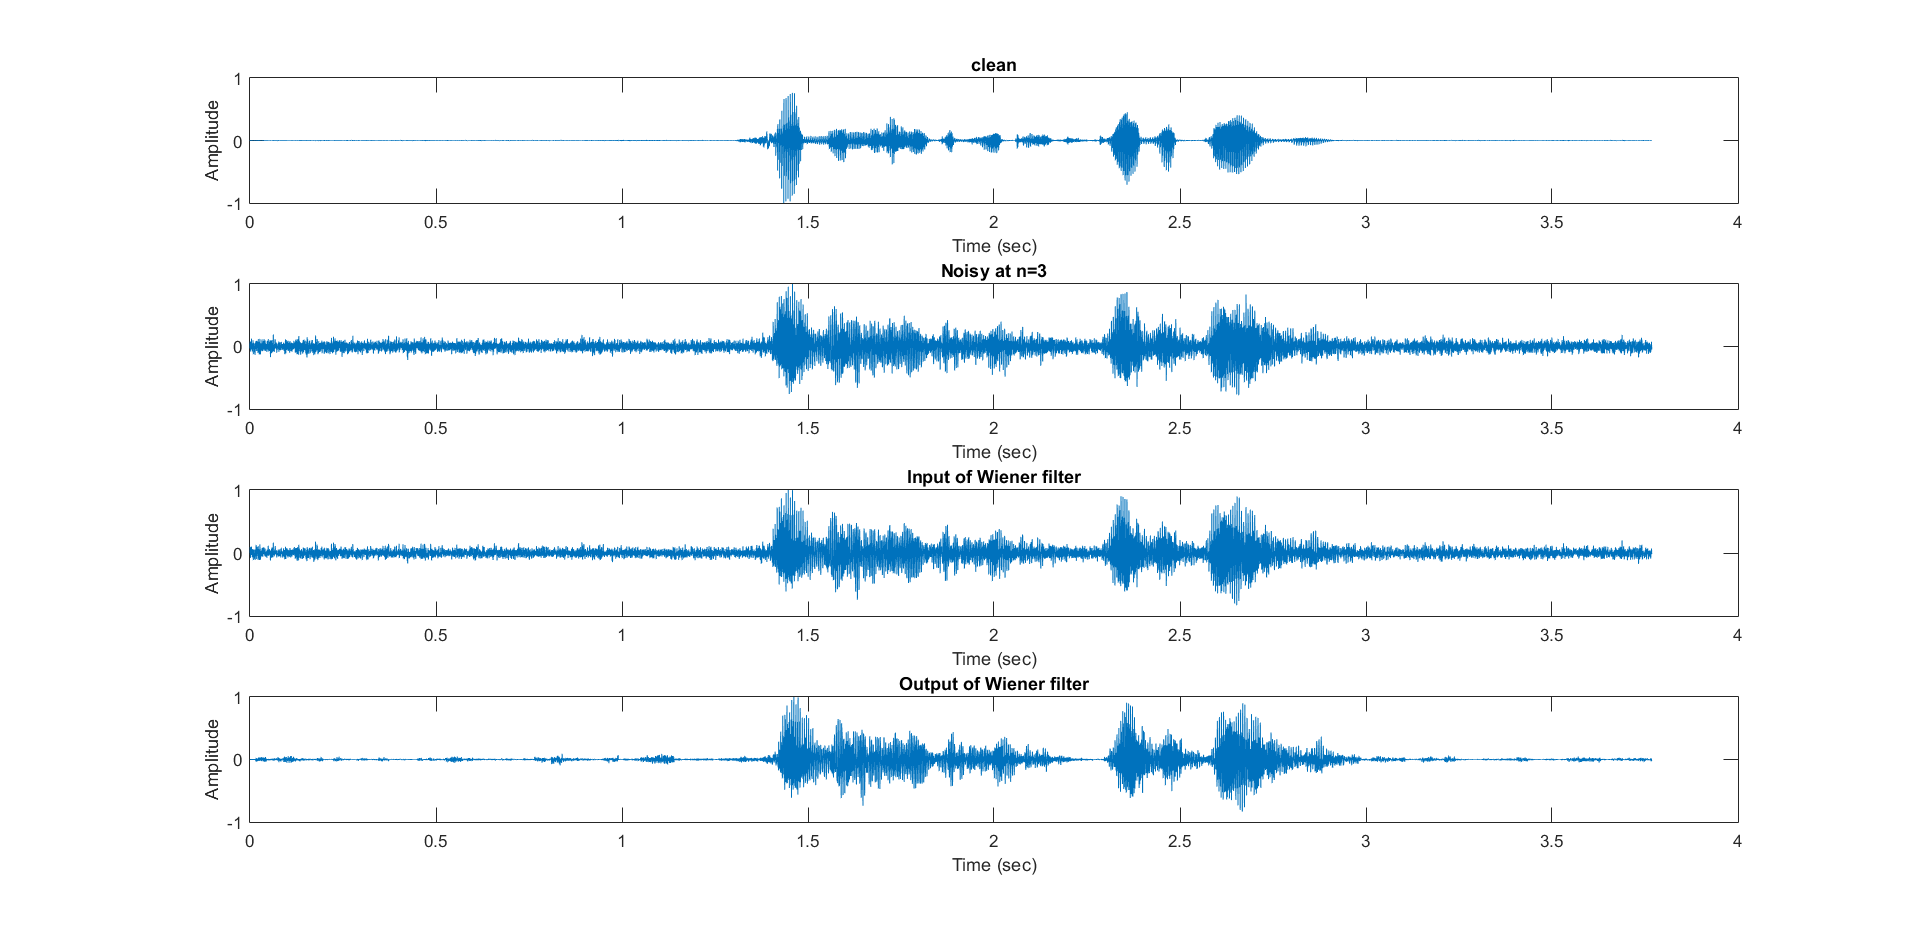 clean
1
0
-1
Amplitude
0 0.5 1 1.5 2 2.5 3 3.5 4
Time (sec)
Noisy at n=3
1
0
-1
Amplitude
0 0.5 1 1.5 2 2.5 3 3.5 4
Time (sec)
Input of Wiener filter
1
0
-1
Amplitude
0 0.5 1 1.5 2 2.5 3 3.5 4
Time (sec)
Output of Wiener filter
1
0
-1
Amplitude
0 0.5 1 1.5 2 2.5 3 3.5 4
Time (sec)